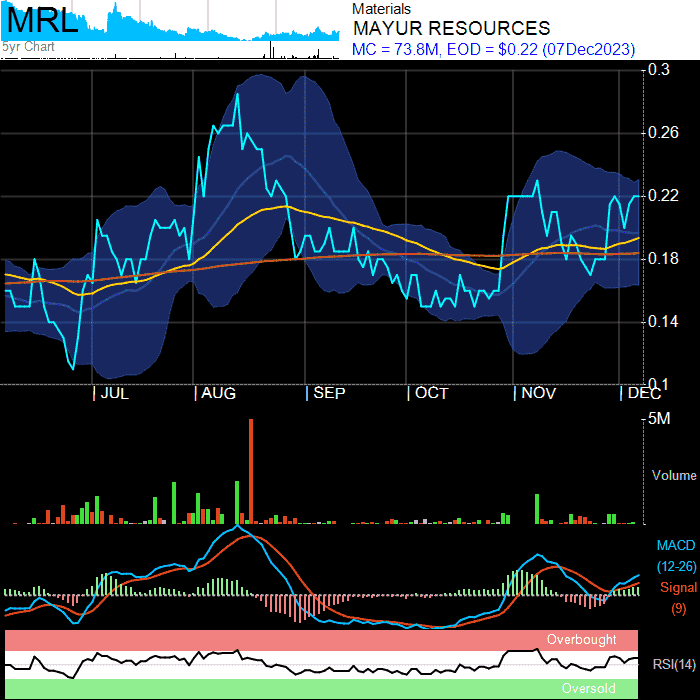 MRL
5yr Chart
Materials
MAYUR RESOURCES
MC = 73.8M, EOD = $0.22 (07Dec2023)
0.3
0.26
0.22
0.18
0.14
0.1
JUL AUG SEP OCT NOV DEC
5M
Volume
MACD
(12-26)
Signal
(9)
Overbought
RSI(14)
Oversold